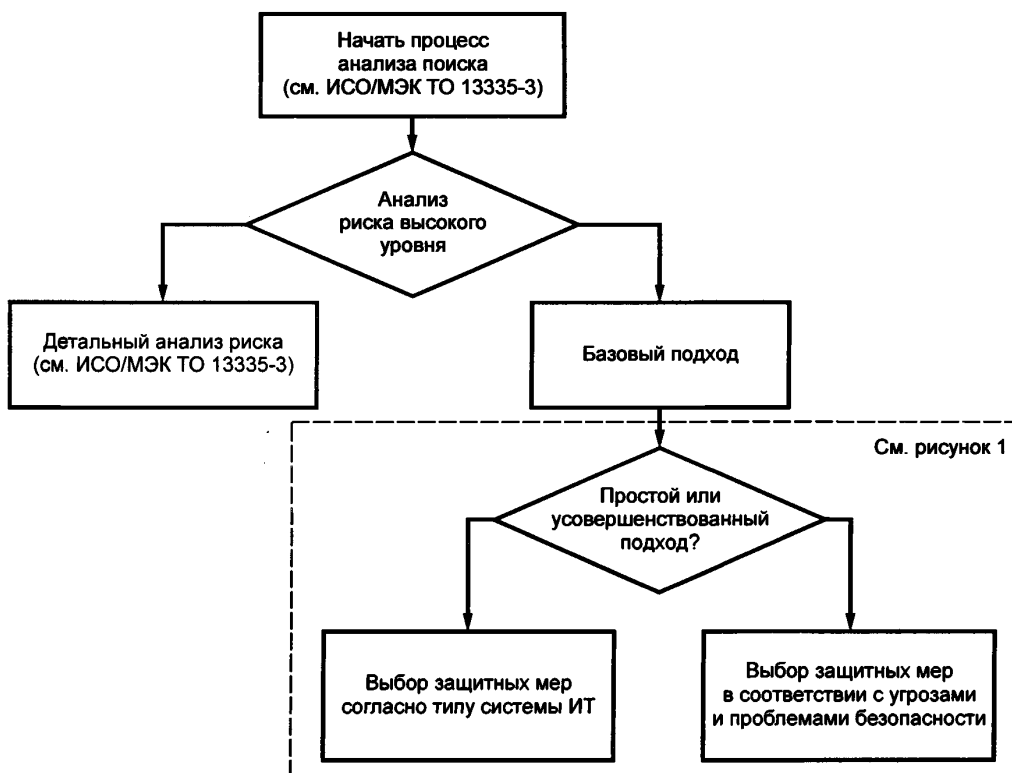 Начать процесс
анализа поиска
(см. ИСО/МЭК ТО 13335-3)
Анализ
риска высокого
уровня
Детальный анализ риска
(см. ИСО/МЭК ТО 13335-3)
Базовый подход
См. рисунок 1
Простой или
усовершенствованный
подход?
Выбор защитных мер
согласно типу системы ИТ
Выбор защитных мер
в соответствии с угрозами
и проблемами безопасности